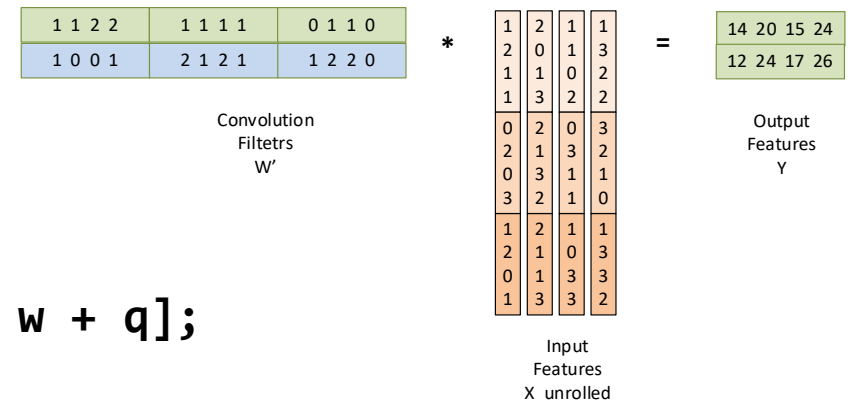 1 1 2 2 1 1 1 1 0 1 1 0
1 0 0 1 2 1 2 1 1 2 2 0
*
1 2 1 1
2 0 1 3
1 1 0 2
1 3 2 2
0 2 0 3
2 1 3 2
0 3 1 1
3 2 1 0
1 2 1 1
2 1 0 3
0 1 3 3
1 3 3 2
=
14 20 15 24
12 24 17 26
Convolution
Filtetrs
W’
Output
Features
Y
w + q];
Input
Features
X unrolled